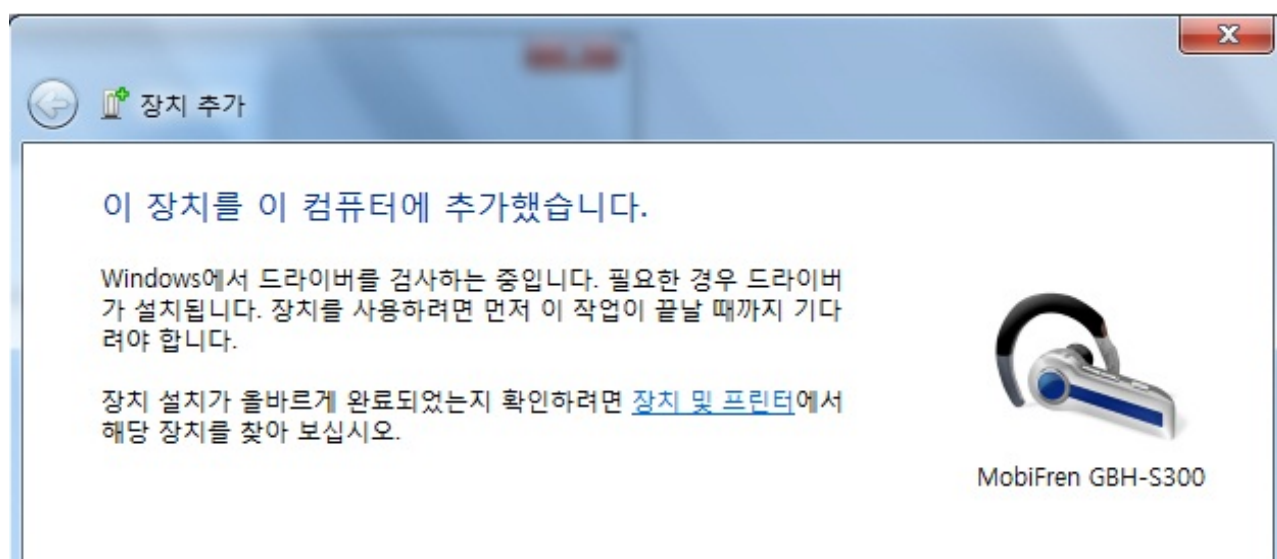 장치 추가
이 장치를 이 컴퓨터에 추가했습니다.
Windows에서 드라이버를 검사하는 중입니다. 필요한 경우 드라이버
가 설치됩니다. 장치를 사용하려면 먼저 이 작업이 끝날 때까지 기다
려야 합니다.
장치 설치가 올바르게 완료되었는지 확인하려면 장치 및 프린터에서
해당 장치를 찾아 보십시오.
MobiFren GBH-S300